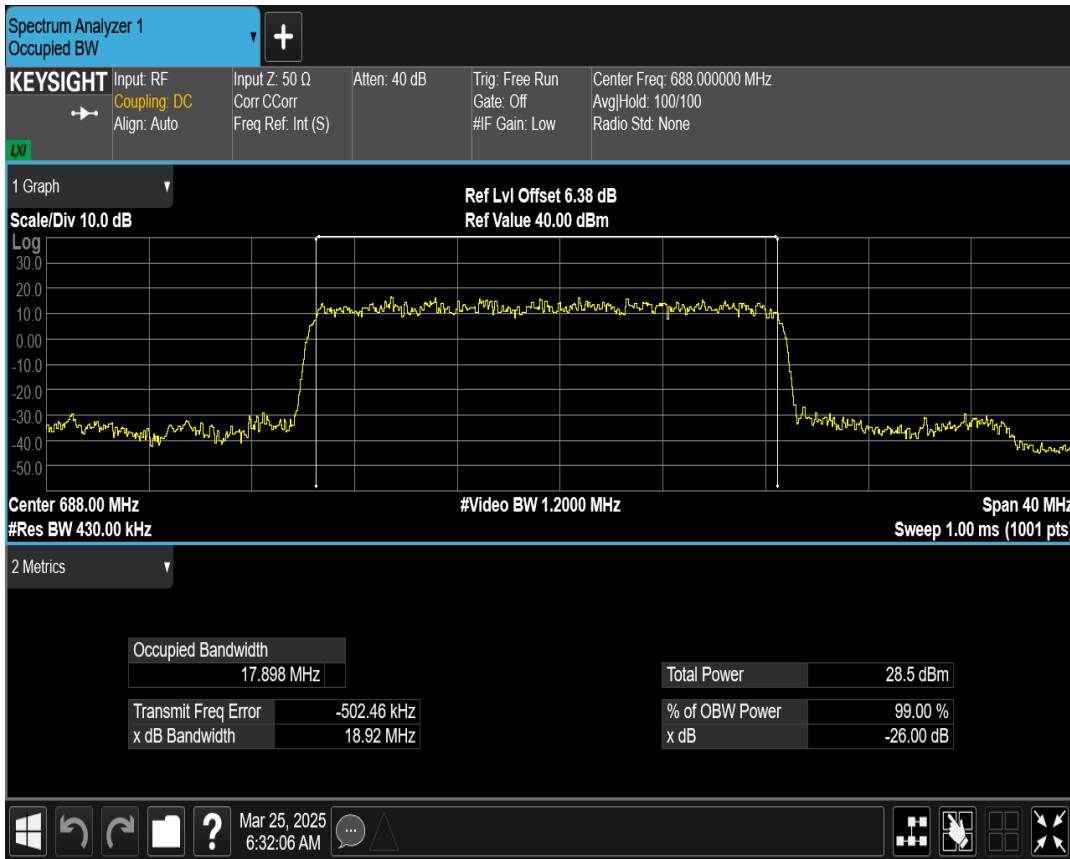 Spectrum Analyzer 1
Occupied BW
+
KEYSIGHT
LXI
Input: RF
Coupling: DC
Align: Auto
Input Z: 50 Ω
Corr CCorr
Freq Ref: Int (S)
Atten: 40 dB
Trig: Free Run
Gate: Off
#IF Gain: Low
Center Freq: 688.000000 MHz
Avg|Hold: 100/100
Radio Std: None
1 Graph
Scale/Div 10.0 dB
Ref Lvl Offset 6.38 dB
Ref Value 40.00 dBm
Log
30.0
20.0
10.0
0.00
-10.0
-20.0
-30.0
-40.0
-50.0
Center 688.00 MHz
#Video BW 1.2000 MHz
Span 40 MHz
#Res BW 430.00 kHz
Sweep 1.00 ms (1001 pts)
2 Metrics
Occupied Bandwidth
17.898 MHz
Total Power 28.5 dBm
Transmit Freq Error -502.46 kHz
% of OBW Power 99.00 %
x dB Bandwidth 18.92 MHz
x dB -26.00 dB
?
Mar 25, 2025
6:32:06 AM